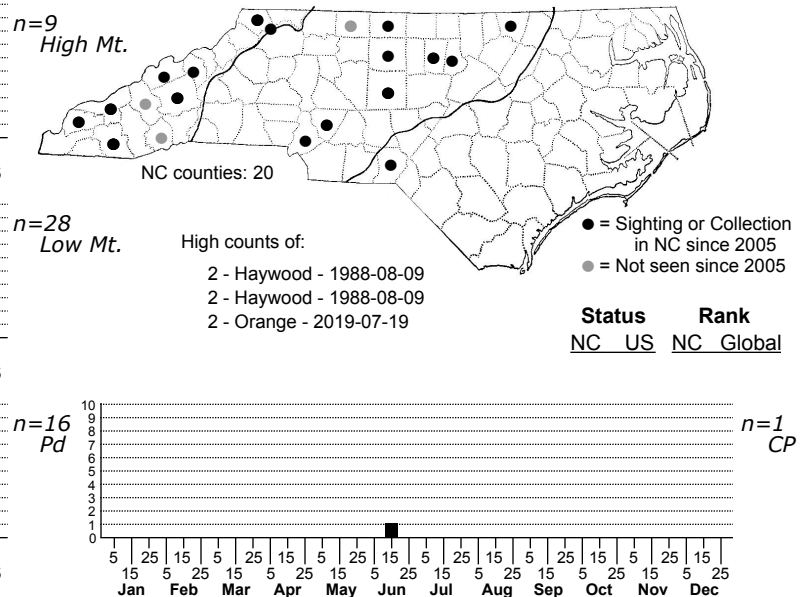 n=9
High Mt.
NC counties: 20
n=28
Low Mt.
High counts of:
2 - Haywood - 1988-08-09
2 - Haywood - 1988-08-09
2 - Orange - 2019-07-19
● = Sighting or Collection
in NC since 2005
● = Not seen since 2005
Status Rank
NC US NC Global
n=16
Pd
n=1
CP
10
9
8
7
6
5
4
3
2
1
0
5 25 15 5 25 15 5 25 15 5 25 15 5 25 15 5 25 15
15 5 25 15 5 25 15 5 25 15 5 25 15 5 25 15 5 25
Jan Feb Mar Apr May Jun Jul Aug Sep Oct Nov Dec